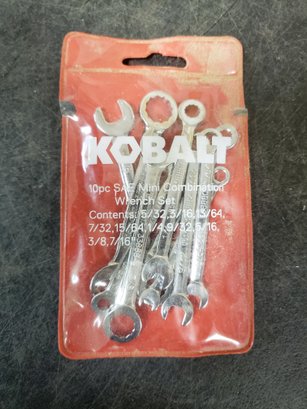 KOBALT
10pc SAE Mini Combination
Wrench Set
Contents: 5/32,3/16,13/64,
7/32,15/64,1/4,9/32,5/16,
3/8,7/16"